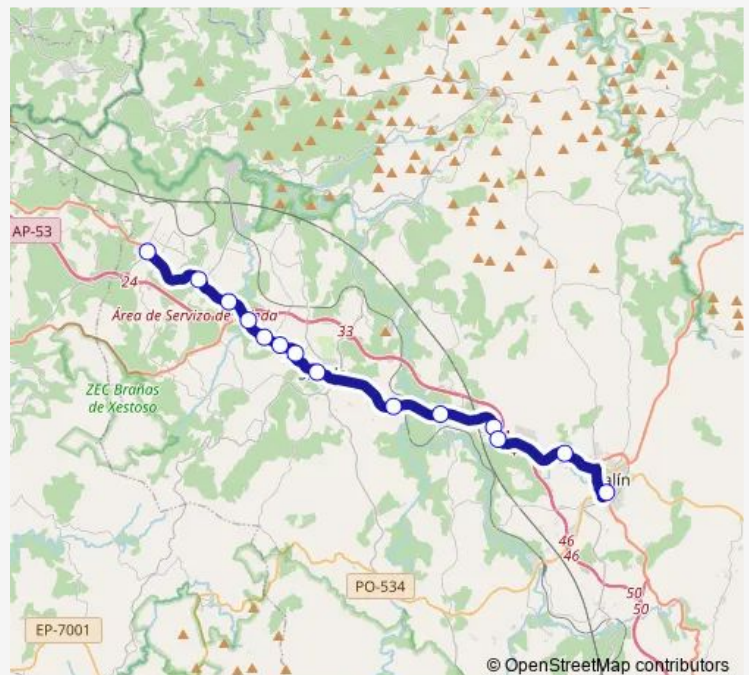 AP-53
24
Área de Servizo de
33
ZEC Brañas
de Xestoso
46
46
PO-534
50
50
EP-7001
© OpenStreetMap contributors